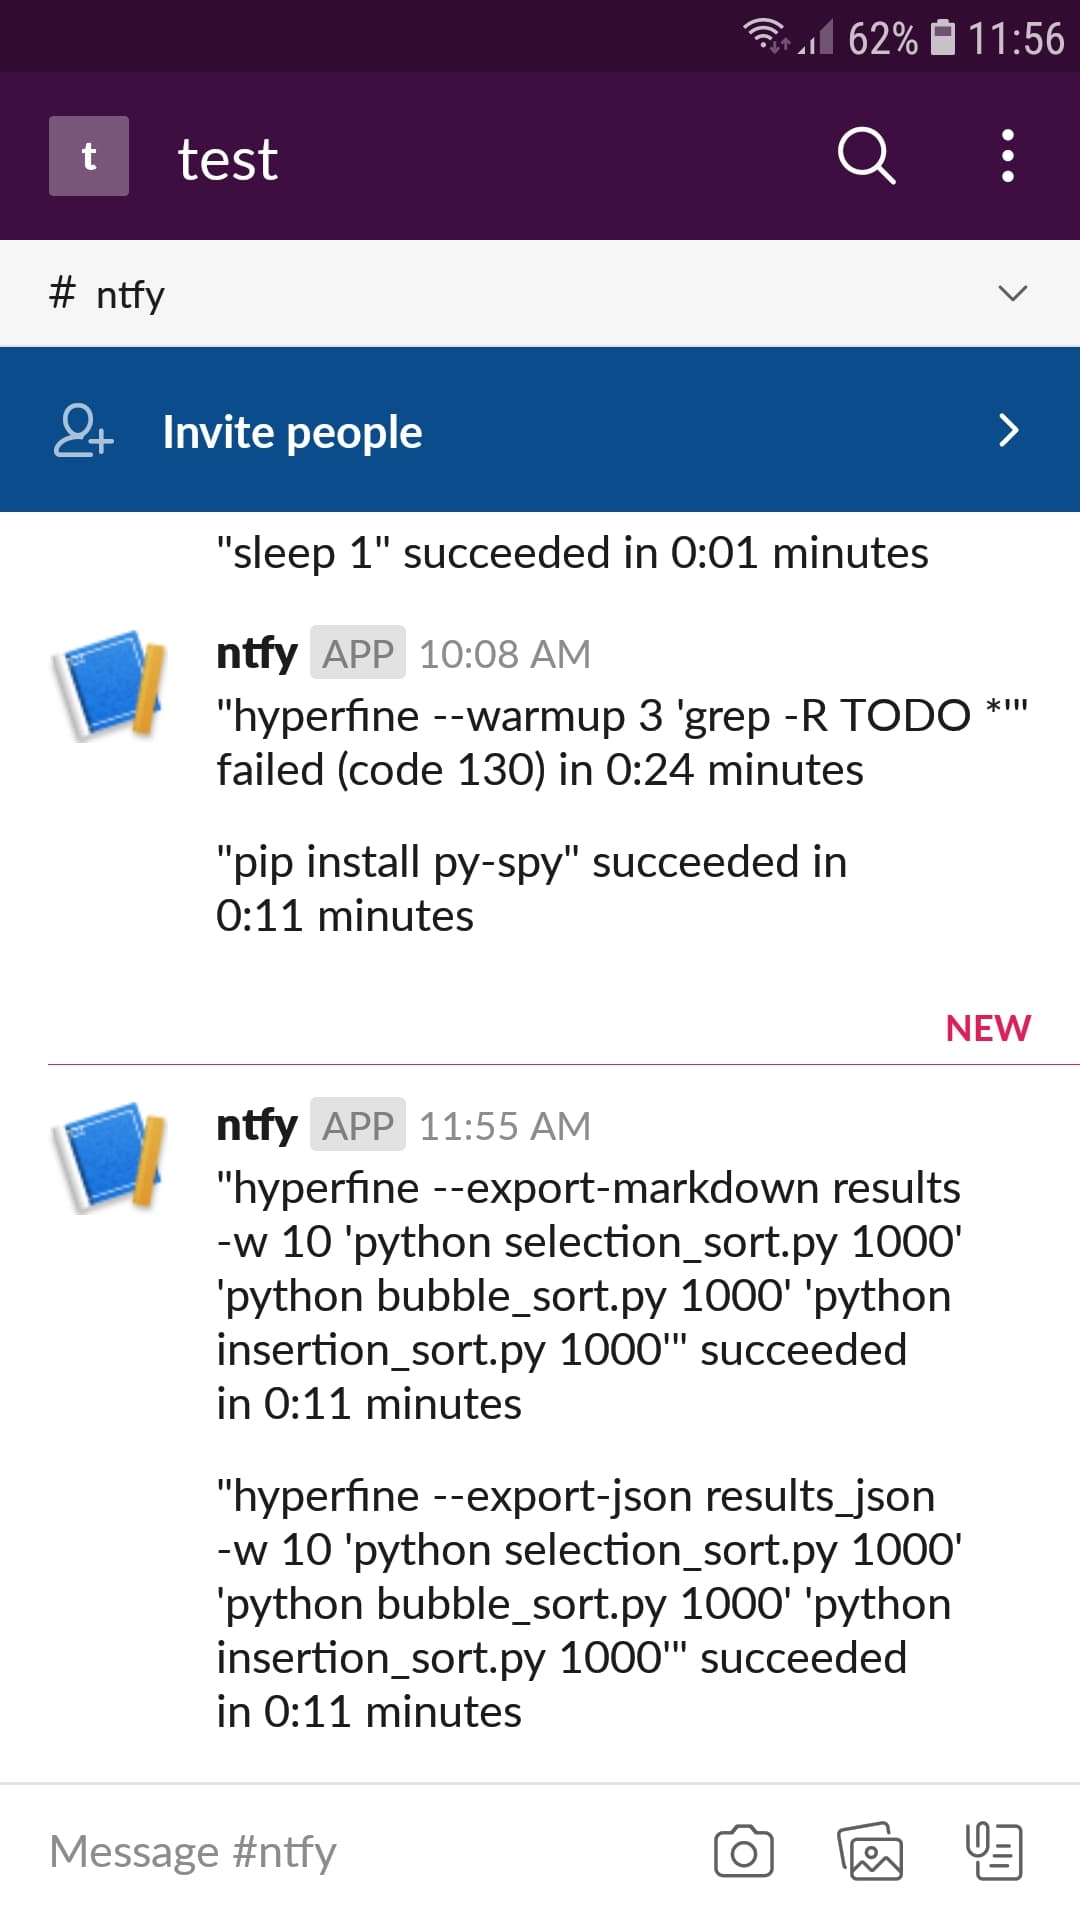 62% 11:56
t test
# ntfy
Invite people
"sleep 1" succeeded in 0:01 minutes
ntfy APP 10:08 AM
"hyperfine --warmup 3 'grep -R TODO *'"
failed (code 130) in 0:24 minutes
"pip install py-spy" succeeded in
0:11 minutes
NEW
ntfy APP 11:55 AM
"hyperfine --export-markdown results
-w 10 'python selection_sort.py 1000'
'python bubble_sort.py 1000' 'python
insertion_sort.py 1000'" succeeded
in 0:11 minutes
"hyperfine --export-json results_json
-w 10 'python selection_sort.py 1000'
'python bubble_sort.py 1000' 'python
insertion_sort.py 1000'" succeeded
in 0:11 minutes
Message #ntfy